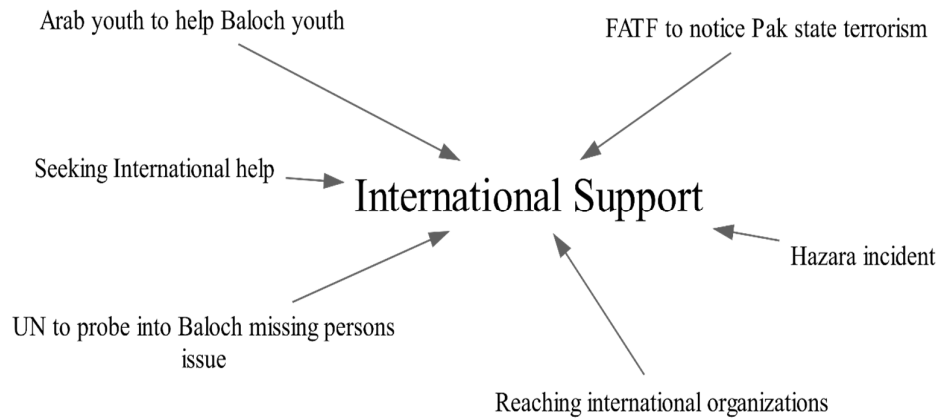 Arab youth to help Baloch youth
FATF to notice Pak state terrorism
Seeking International help
International Support
Hazara incident
UN to probe into Baloch missing persons
issue
Reaching international organizations